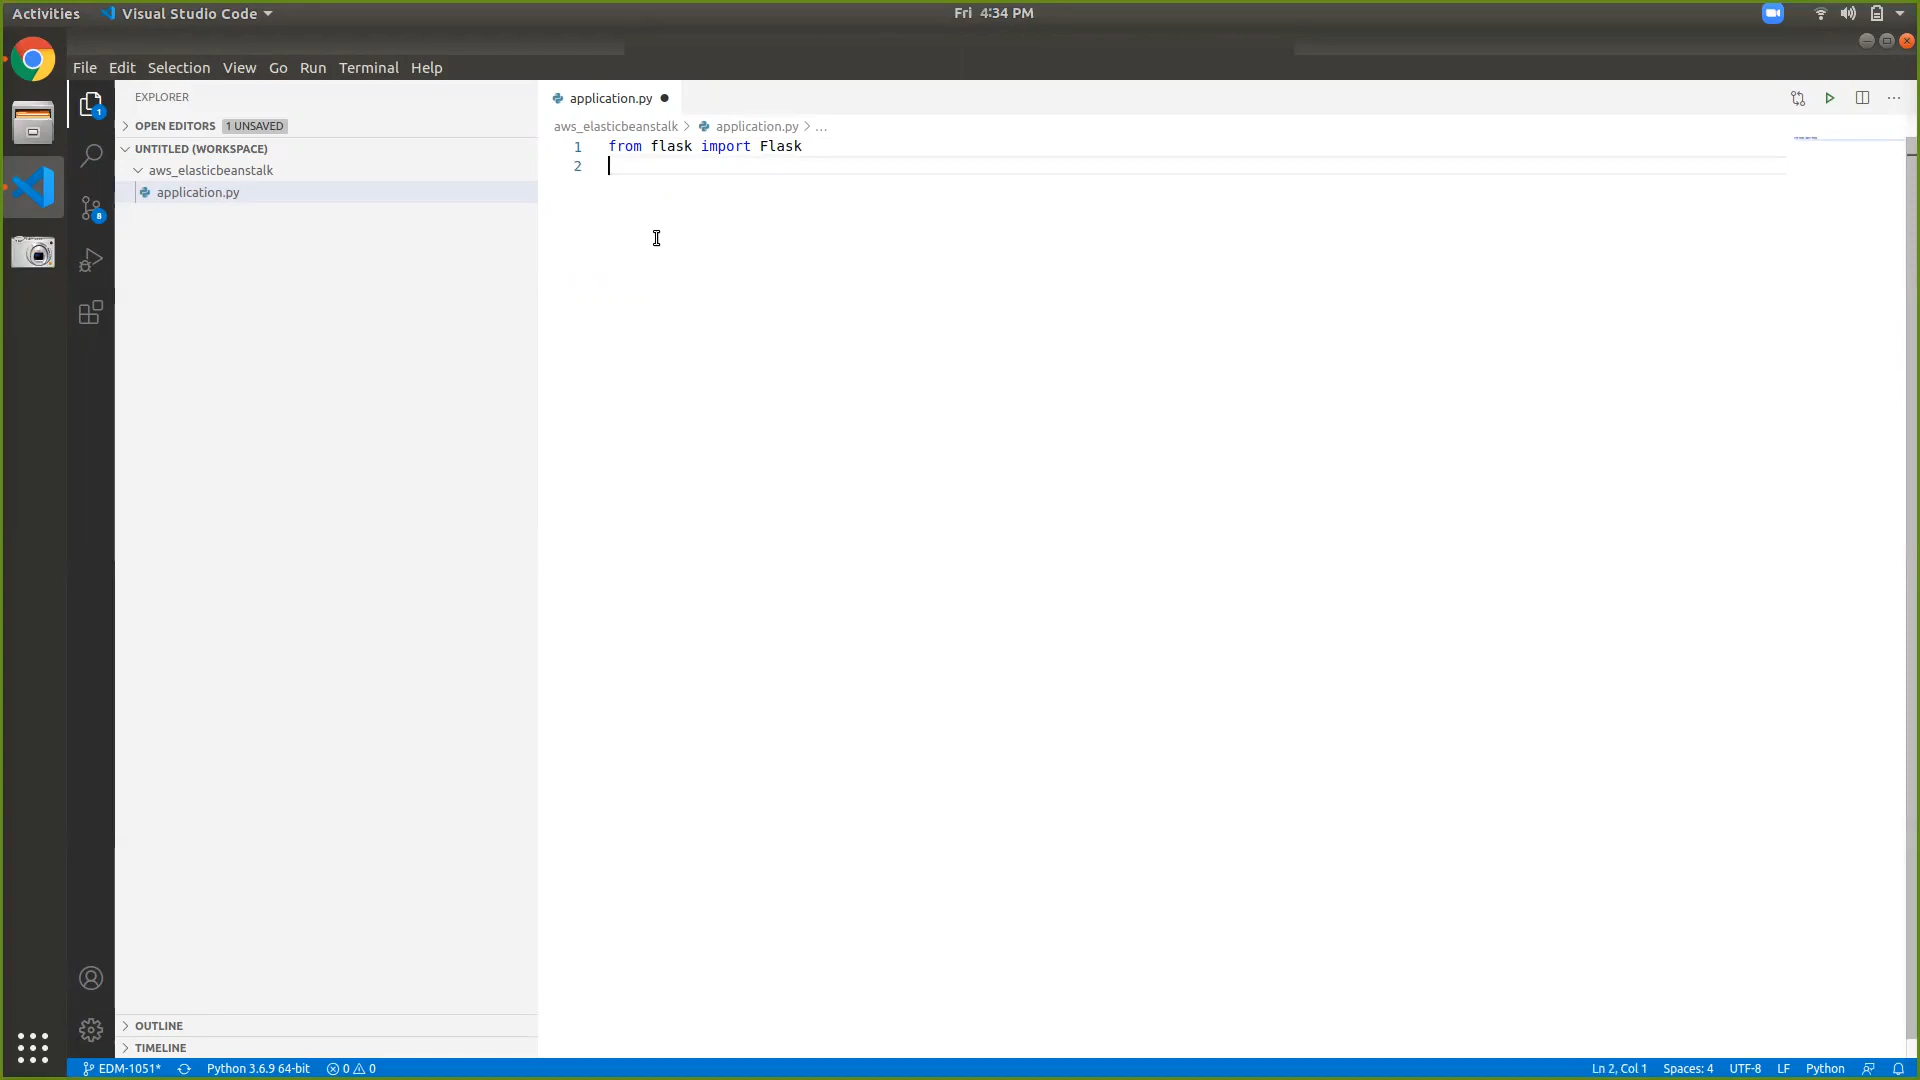 Activities Visual Studio Code Fri 4:34 PM
File Edit Selection View Go Run Terminal Help
EXPLORER
application.py
OPEN EDITORS 1 UNSAVED
aws_elasticbeanstalk > application.py > ...
UNTITLED (WORKSPACE)
1 from flask import Flask
2
aws_elasticbeanstalk
application.py
1
8
OUTLINE
TIMELINE
EDM-1051* Python 3.6.9 64-bit 0 0 Ln 2, Col 1 Spaces: 4 UTF-8 LF Python